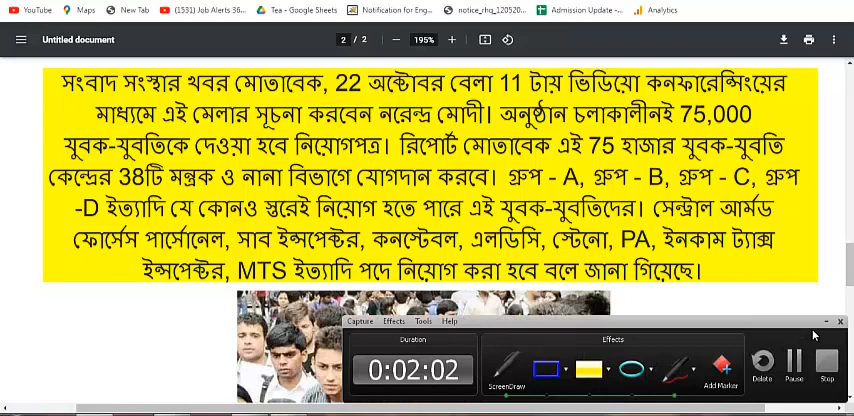 YouTube Maps New Tab (1531) Job Alerts 36... Tea - Google Sheets Notification for Eng... notice_rhq_120520... Admission Update -... Analytics
Untitled document 2 / 2 195%
সংবাদ সংস্থার খবর মোতাবেক, 22 অক্টোবর বেলা 11 টায় ভিডিয়ো কনফারেন্সিংয়ের
মাধ্যমে এই মেলার সূচনা করবেন নরেন্দ্র মোদী। অনুষ্ঠান চলাকালীনই 75,000
যুবক-যুবতিকে দেওয়া হবে নিয়োগপত্র। রিপোর্ট মোতাবেক এই 75 হাজার যুবক-যুবতি
কেন্দ্রের 38টি মন্ত্রক ও নানা বিভাগে যোগদান করবে। গ্রুপ - A, গ্রুপ - B, গ্রুপ - C, গ্রুপ
-D ইত্যাদি যে কোনও স্তরেই নিয়োগ হতে পারে এই যুবক-যুবতিদের। সেন্ট্রাল আর্মড
ফোর্সেস পার্সোনেল, সাব ইন্সপেক্টর, কনস্টেবল, এলডিসি, স্টেনো, PA, ইনকাম ট্যাক্স
ইন্সপেক্টর, MTS ইত্যাদি পদে নিয়োগ করা হবে বলে জানা গিয়েছে।
Capture Effects Tools Help
Duration Effects
0:02:02
ScreenDraw Add Marker Delete Pause Stop